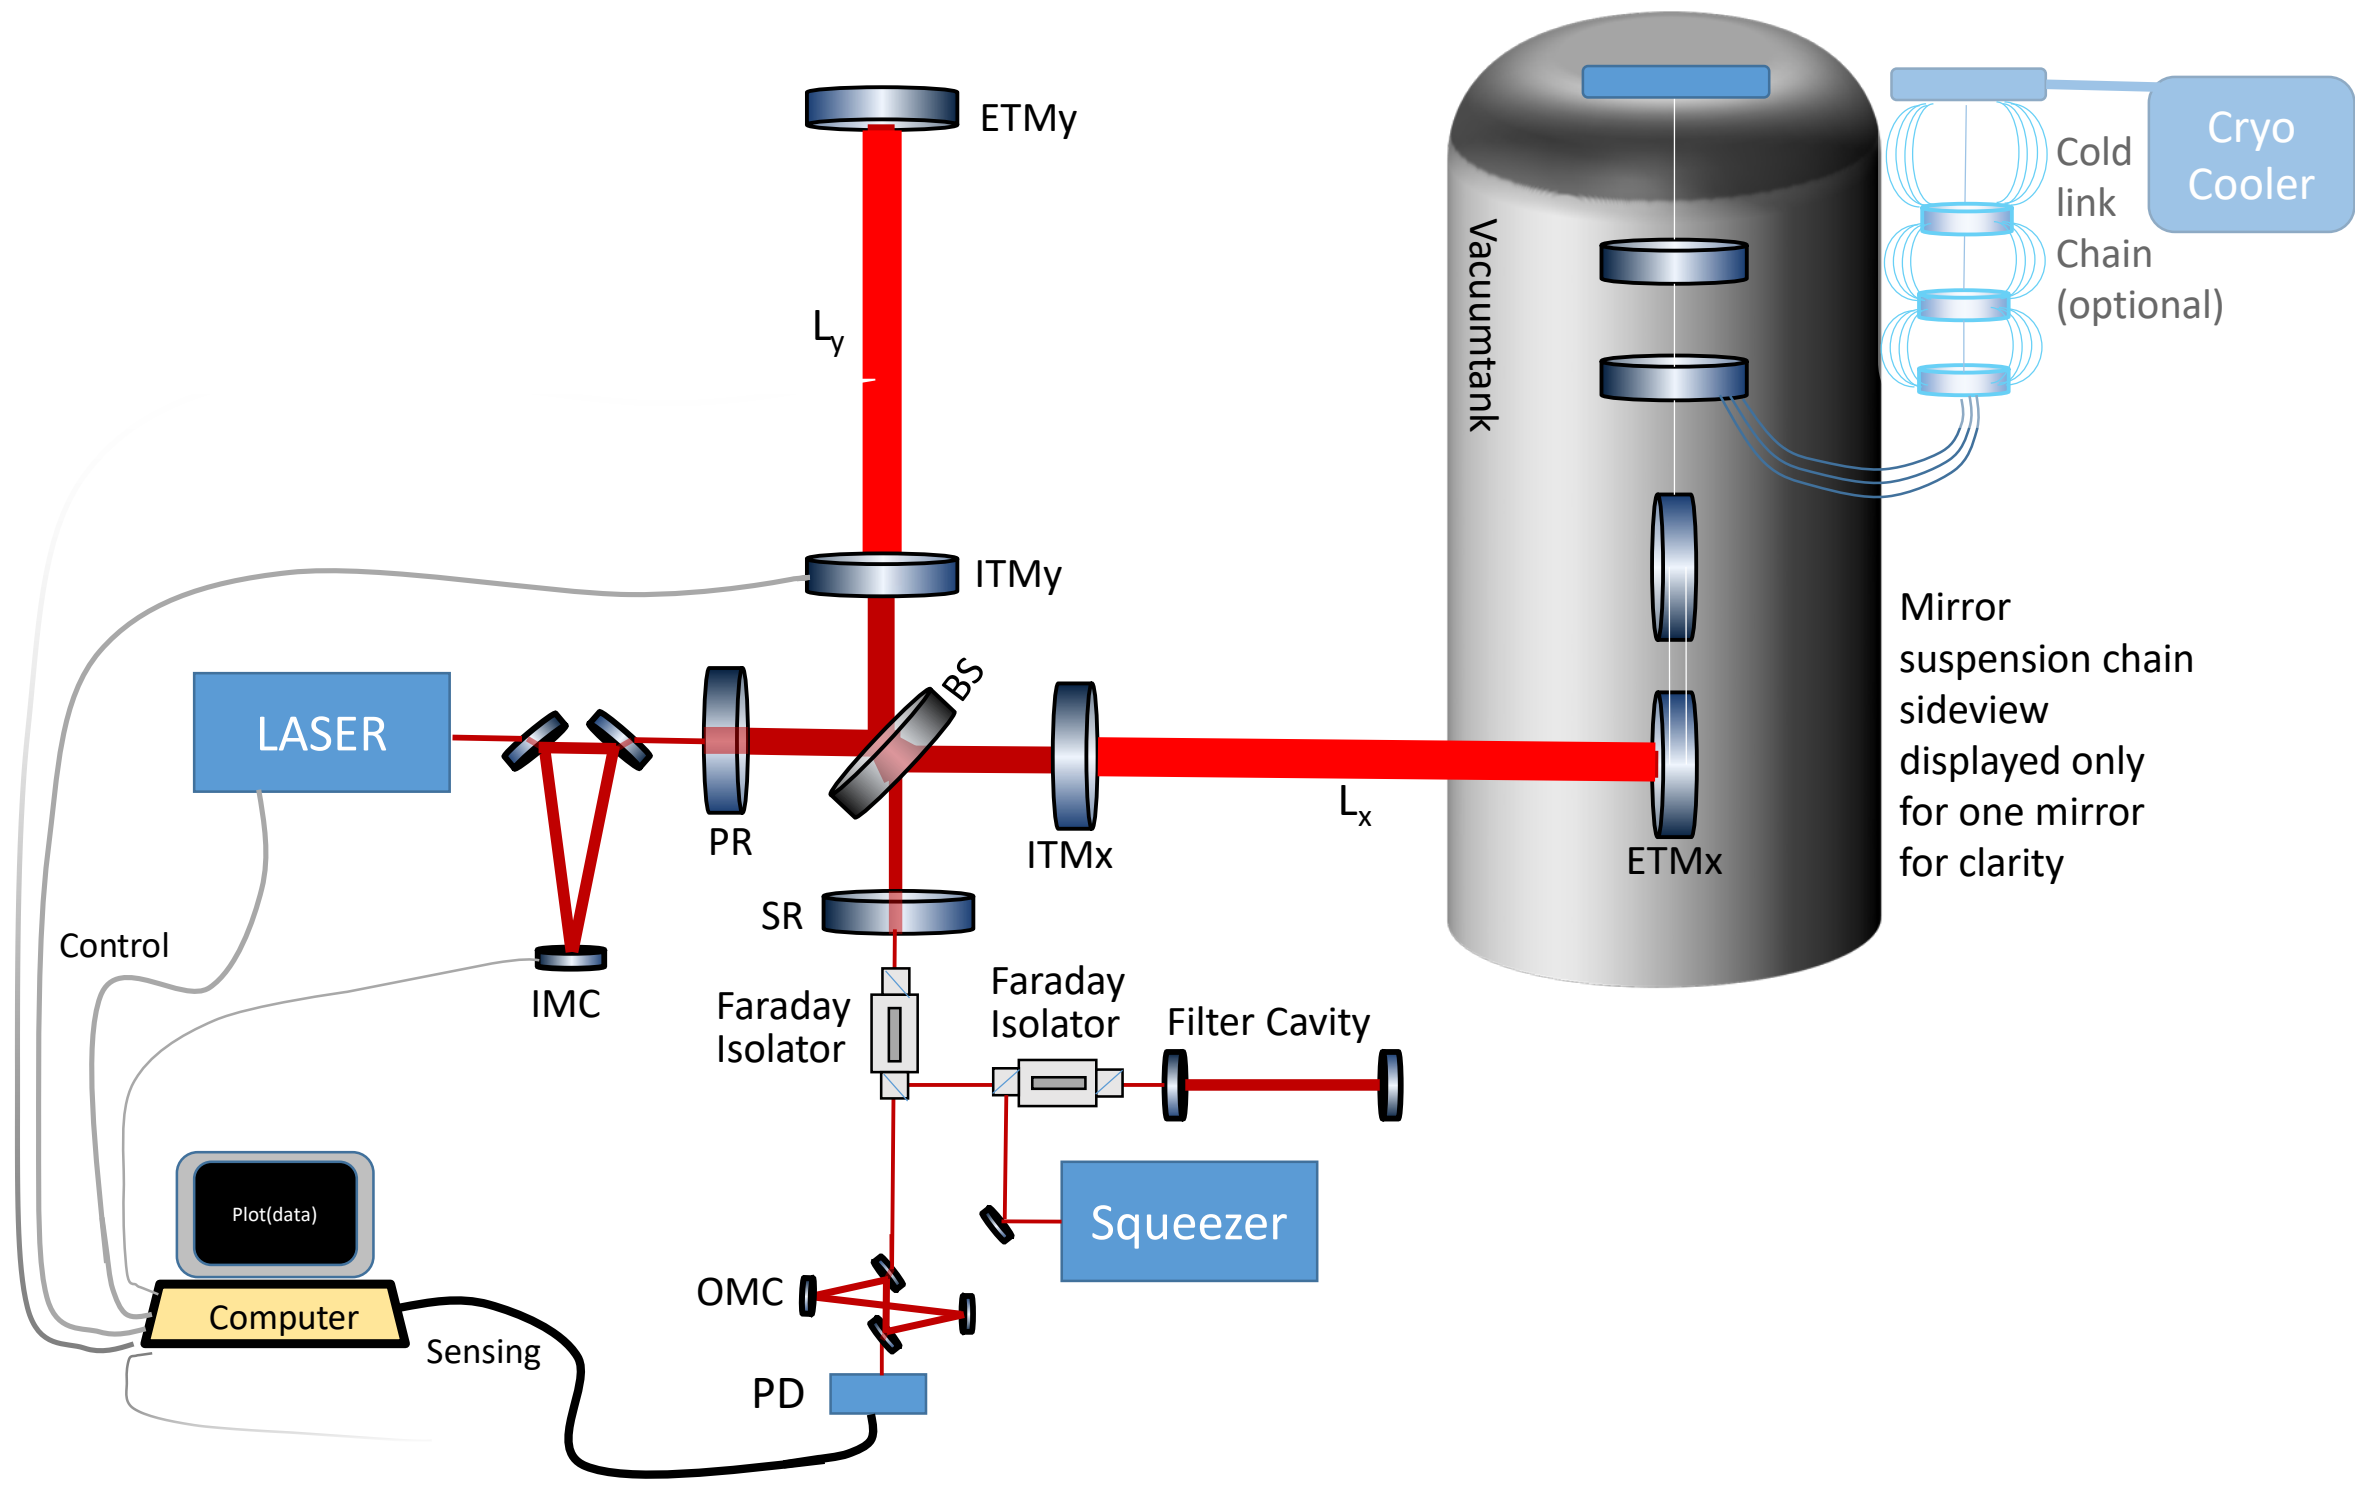 ETMy
Cryo
Cooler
Cold
link
Chain
(optional)
Vacuumtank
Ly
ITMy
Mirror
suspension chain
sideview
displayed only
for one mirror
for clarity
BS
LASER
PR
ITMx
Lx
ETMx
SR
Control
IMC
Faraday
Isolator
Faraday
Isolator
Filter Cavity
Plot(data)
Squeezer
OMC
Computer
Sensing
PD